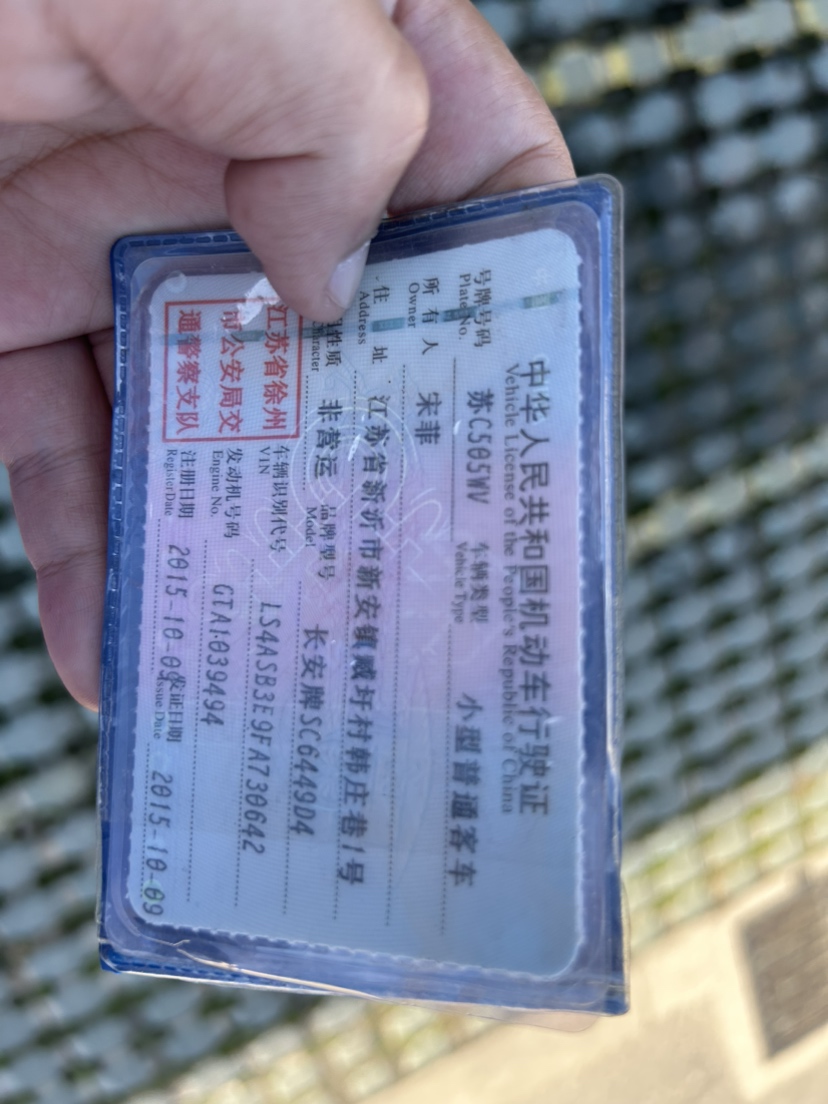 中华人民共和国机动车行驶证
Vehicle License of the People's Republic of China
号牌号码 苏C505WV 车辆类型 小型普通客车
Plate No. Vehicle Type
所有人 宋菲
Owner
住址 江苏省新沂市新安镇臧圩村韩庄巷1号
Address
性质 非营运 品牌型号 长安牌SC6449D4
aracter Model
江苏省徐州
市公安局交
通警察支队
车辆识别代号 LS4ASB3E9FA730642
VIN
发动机号码 GTA1039494
Engine No.
注册日期 2015-10-09 发证日期 2015-10-09
Register Date Issue Date